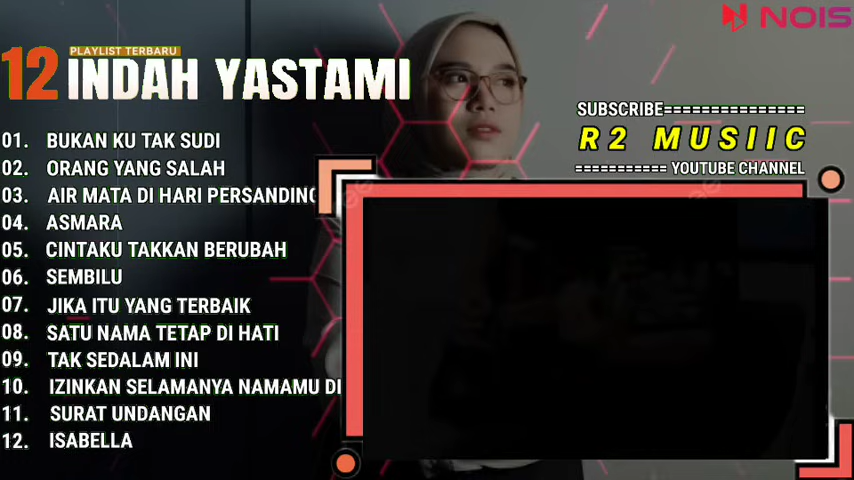 NOIS
PLAYLIST TERBARU
12 INDAH YASTAMI
SUBSCRIBE===============
R2 MUSIIC
=========== YOUTUBE CHANNEL
01. BUKAN KU TAK SUDI
02. ORANG YANG SALAH
03. AIR MATA DI HARI PERSANDING
04. ASMARA
05. CINTAKU TAKKAN BERUBAH
06. SEMBILU
07. JIKA ITU YANG TERBAIK
08. SATU NAMA TETAP DI HATI
09. TAK SEDALAM INI
10. IZINKAN SELAMANYA NAMAMU DI
11. SURAT UNDANGAN
12. ISABELLA